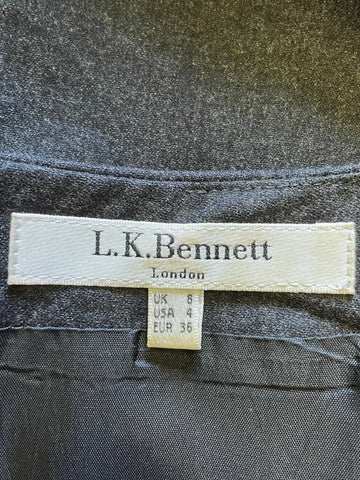 L.K.Bennett
London
UK 8
USA 4
EUR 36